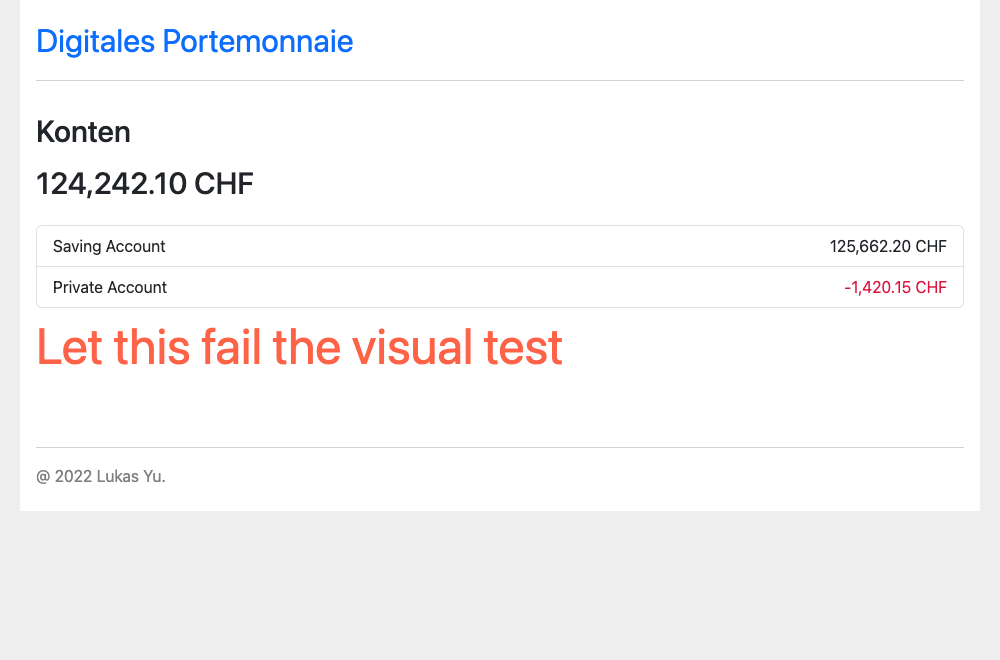 Digitales Portemonnaie
Konten
124,242.10 CHF
Saving Account 125,662.20 CHF
Private Account -1,420.15 CHF
Let this fail the visual test
@ 2022 Lukas Yu.